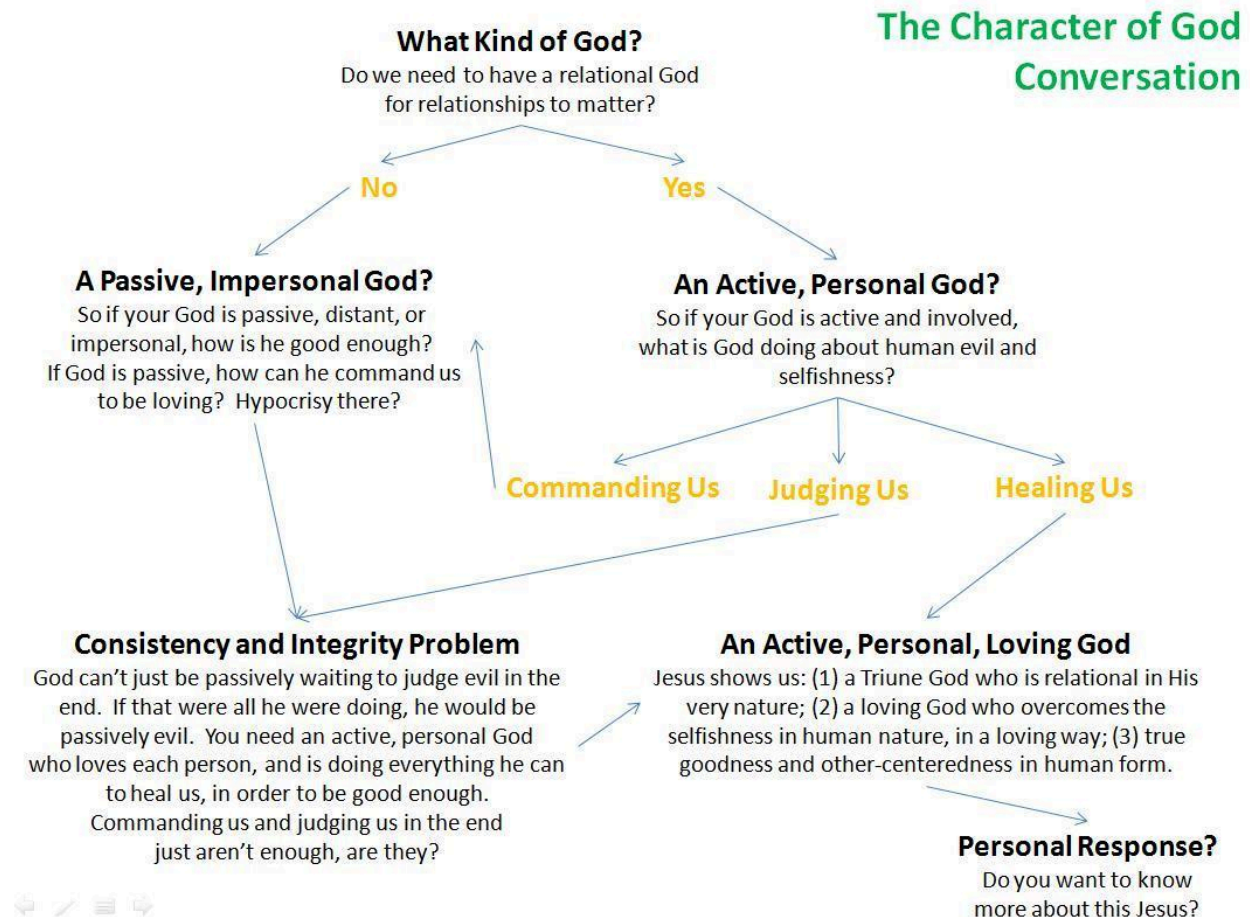 The Character of God
Conversation
What Kind of God?
Do we need to have a relational God
for relationships to matter?
No
Yes
A Passive, Impersonal God?
So if your God is passive, distant, or
impersonal, how is he good enough?
If God is passive, how can he command us
to be loving?  Hypocrisy there?
An Active, Personal God?
So if your God is active and involved,
what is God doing about human evil and
selfishness?
Commanding Us
Judging Us
Healing Us
Consistency and Integrity Problem
God can’t just be passively waiting to judge evil in the
end.  If that were all he were doing, he would be
passively evil.  You need an active, personal God
who loves each person, and is doing everything he can
to heal us, in order to be good enough.
Commanding us and judging us in the end
just aren’t enough, are they?
An Active, Personal, Loving God
Jesus shows us: (1) a Triune God who is relational in His
very nature; (2) a loving God who overcomes the
selfishness in human nature, in a loving way; (3) true
goodness and other-centeredness in human form.
Personal Response?
Do you want to know
more about this Jesus?